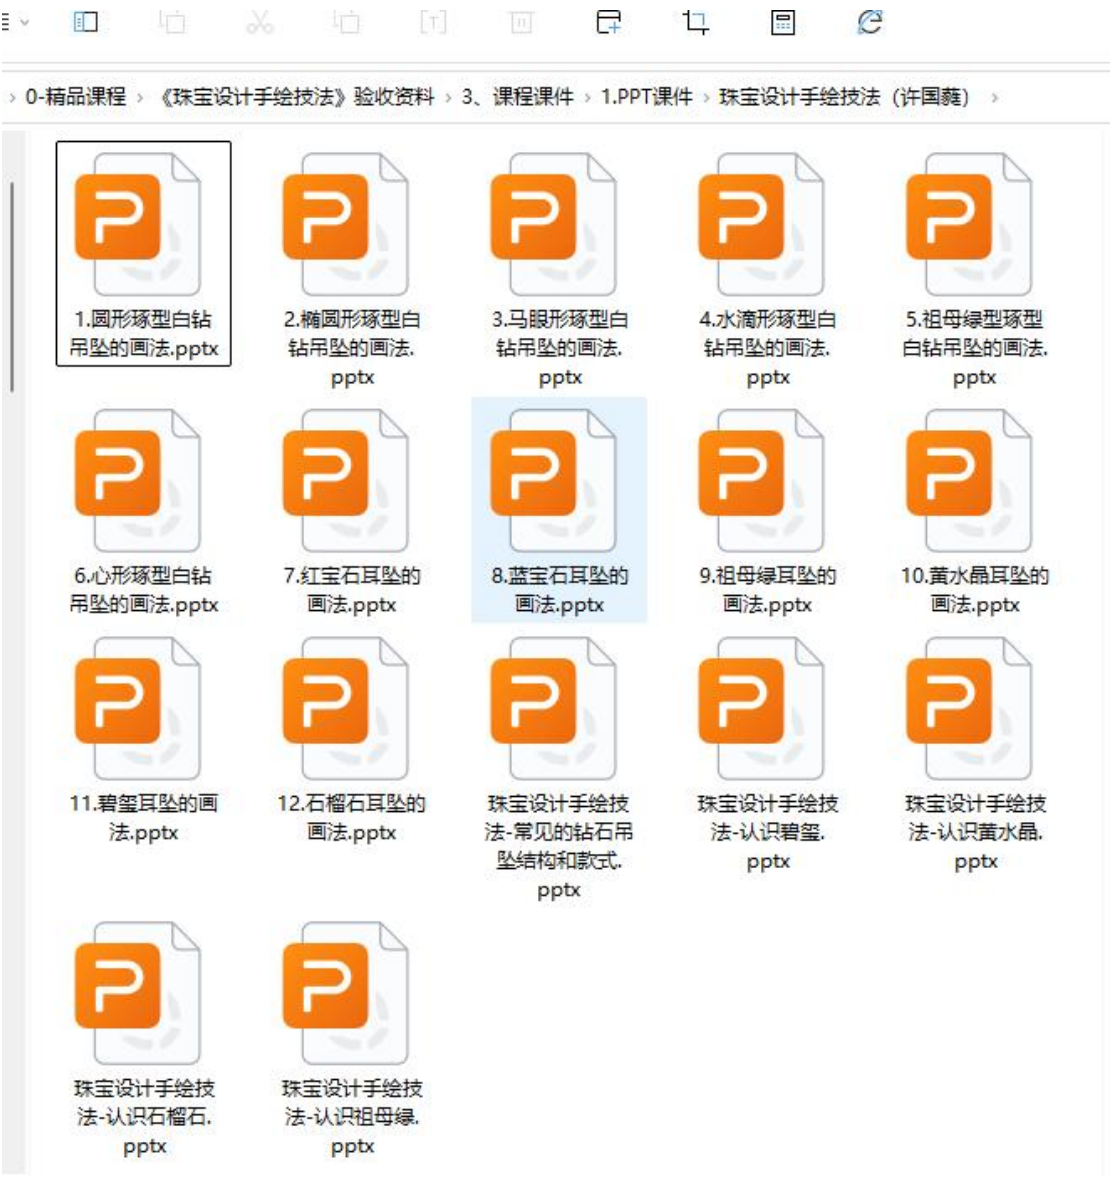 0-精品课程 › 《珠宝设计手绘技法》验收资料 › 3、课程课件 › 1.PPT课件 › 珠宝设计手绘技法（许国蕤） ›
1.圆形琢型白钻
吊坠的画法.pptx
2.椭圆形琢型白
钻吊坠的画法.
pptx
3.马眼形琢型白
钻吊坠的画法.
pptx
4.水滴形琢型白
钻吊坠的画法.
pptx
5.祖母绿型琢型
白钻吊坠的画法.
pptx
6.心形琢型白钻
吊坠的画法.pptx
7.红宝石耳坠的
画法.pptx
8.蓝宝石耳坠的
画法.pptx
9.祖母绿耳坠的
画法.pptx
10.黄水晶耳坠的
画法.pptx
11.碧玺耳坠的画
法.pptx
12.石榴石耳坠的
画法.pptx
珠宝设计手绘技
法-常见的钻石吊
坠结构和款式.
pptx
珠宝设计手绘技
法-认识碧玺.
pptx
珠宝设计手绘技
法-认识黄水晶.
pptx
珠宝设计手绘技
法-认识石榴石.
pptx
珠宝设计手绘技
法-认识祖母绿.
pptx